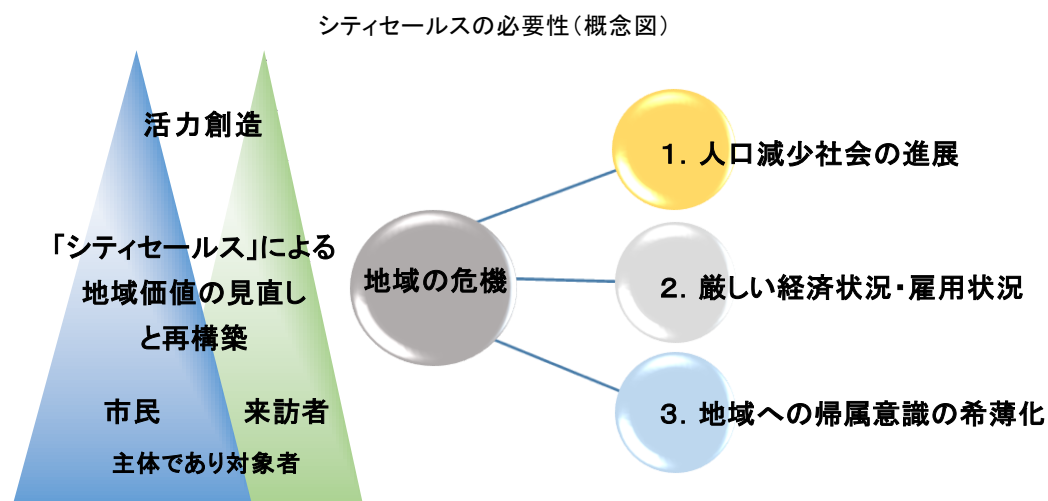 シティセールスの必要性（概念図）
活力創造
「シティセールス」による
地域価値の見直し
と再構築
市民
来訪者
主体であり対象者
地域の危機
１．人口減少社会の進展
２．厳しい経済状況・雇用状況
３．地域への帰属意識の希薄化